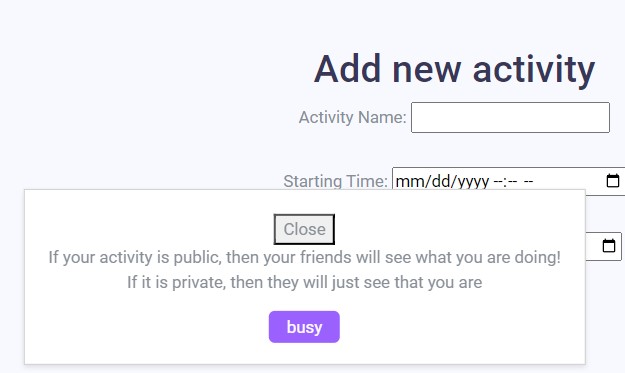 Add new activity
Activity Name:
Starting Time: mm/dd/yyyy --:-- --
Close
If your activity is public, then your friends will see what you are doing!
If it is private, then they will just see that you are
busy